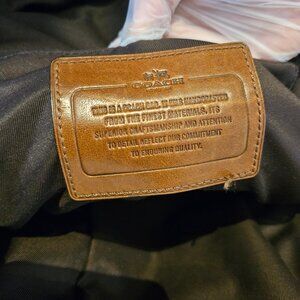 COACH
THIS IS A COACH BAG. IT WAS HANDCRAFTED
FROM THE FINEST MATERIALS. ITS
SUPERIOR CRAFTSMANSHIP AND ATTENTION
TO DETAIL REFLECT OUR COMMITMENT
TO ENDURING QUALITY.